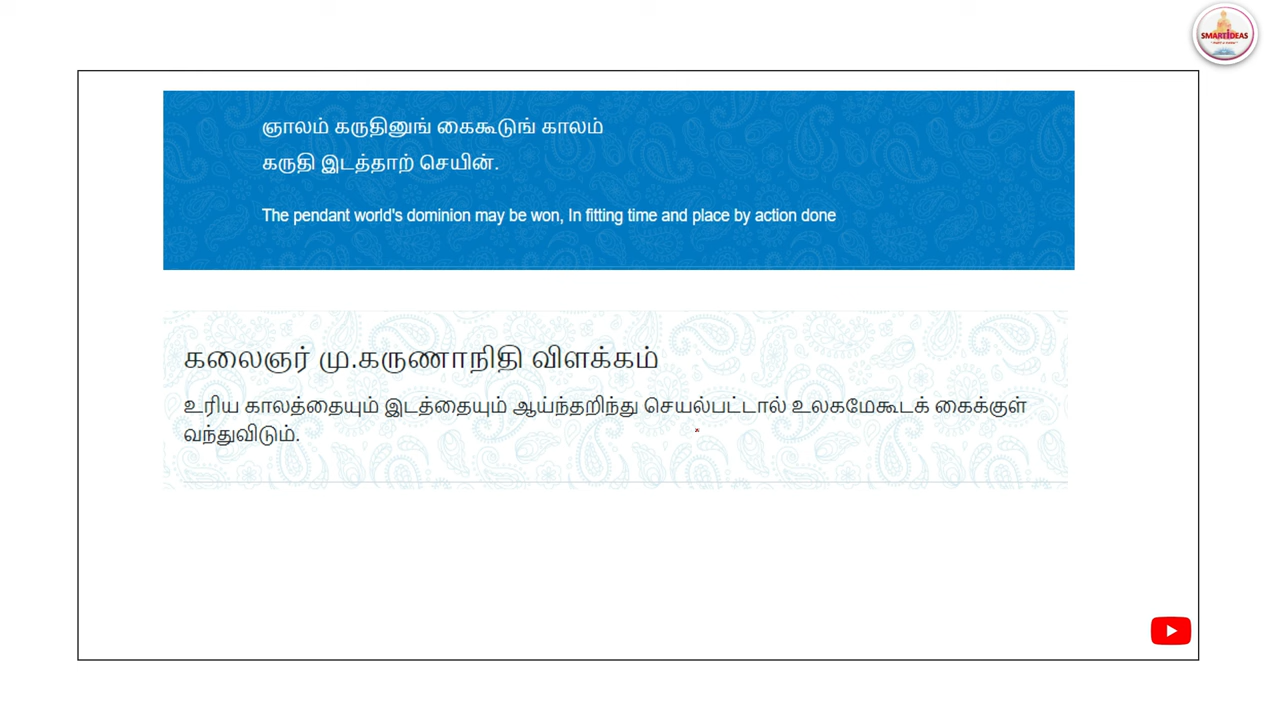 SMARTIDEAS
ஞாலம் கருதினுங் கைகூடுங் காலம்
கருதி இடத்தாற் செயின்.
The pendant world's dominion may be won, In fitting time and place by action done
கலைஞர் மு.கருணாநிதி விளக்கம்
உரிய காலத்தையும் இடத்தையும் ஆய்ந்தறிந்து செயல்பட்டால் உலகமேகூடக் கைக்குள்
வந்துவிடும்.